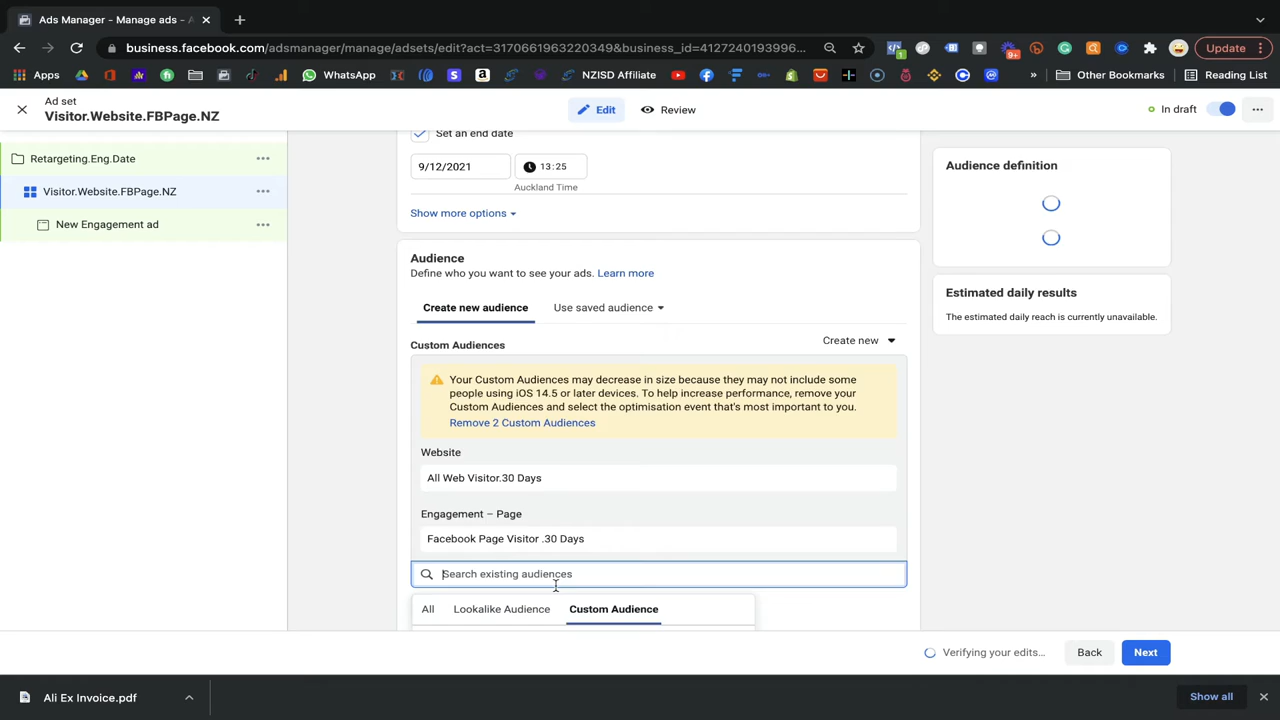 Ads Manager - Manage ads - A
business.facebook.com/adsmanager/manage/adsets/edit?act=3170661963220349&business_id=4127240193996...
Update
Apps
WhatsApp
NZISD Affiliate
»
Other Bookmarks
Reading List
Ad set
Visitor.Website.FBPage.NZ
Edit
Review
In draft
Retargeting.Eng.Date
Visitor.Website.FBPage.NZ
New Engagement ad
Set an end date
9/12/2021
13:25
Auckland Time
Show more options
Audience
Define who you want to see your ads. Learn more
Create new audience
Use saved audience
Custom Audiences
Create new
Your Custom Audiences may decrease in size because they may not include some
people using iOS 14.5 or later devices. To help increase performance, remove your
Custom Audiences and select the optimisation event that's most important to you.
Remove 2 Custom Audiences
Website
All Web Visitor.30 Days
Engagement – Page
Facebook Page Visitor .30 Days
Search existing audiences
All
Lookalike Audience
Custom Audience
Audience definition
Estimated daily results
The estimated daily reach is currently unavailable.
Verifying your edits...
Back
Next
Ali Ex Invoice.pdf
Show all